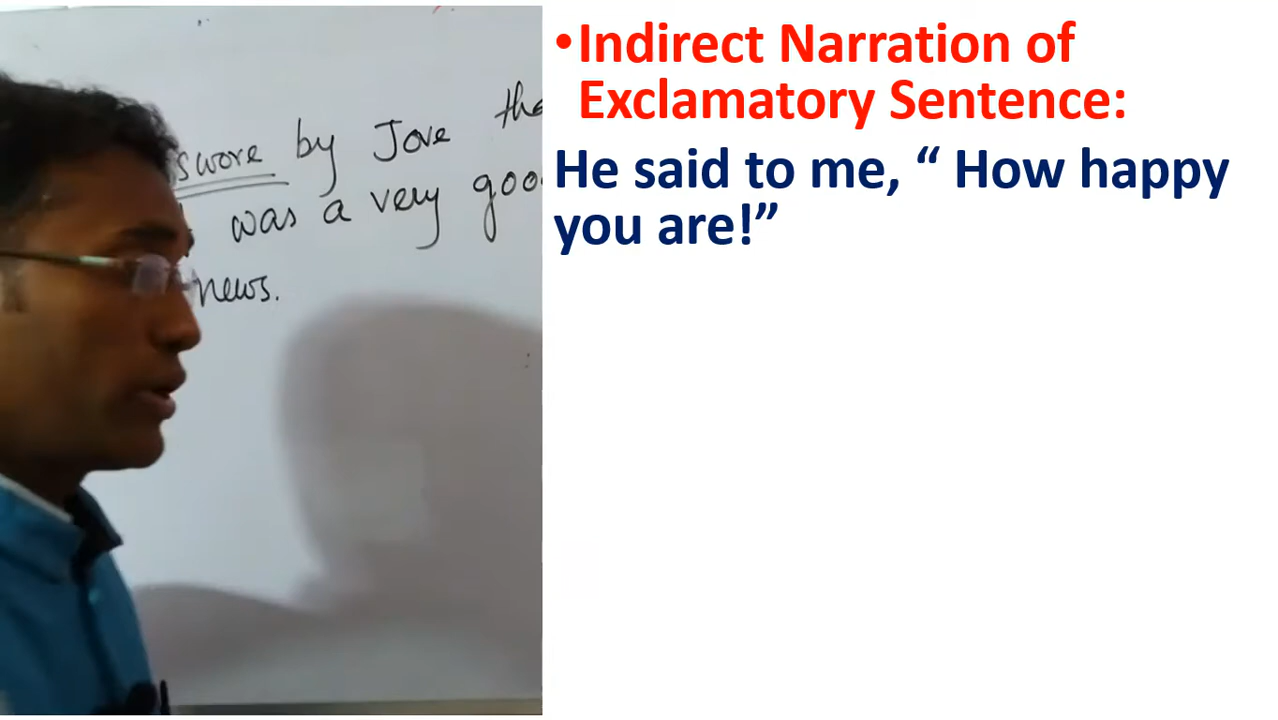 swore by Jove
was a very
news.
•Indirect Narration of
Exclamatory Sentence:
He said to me, “ How happy
you are!”